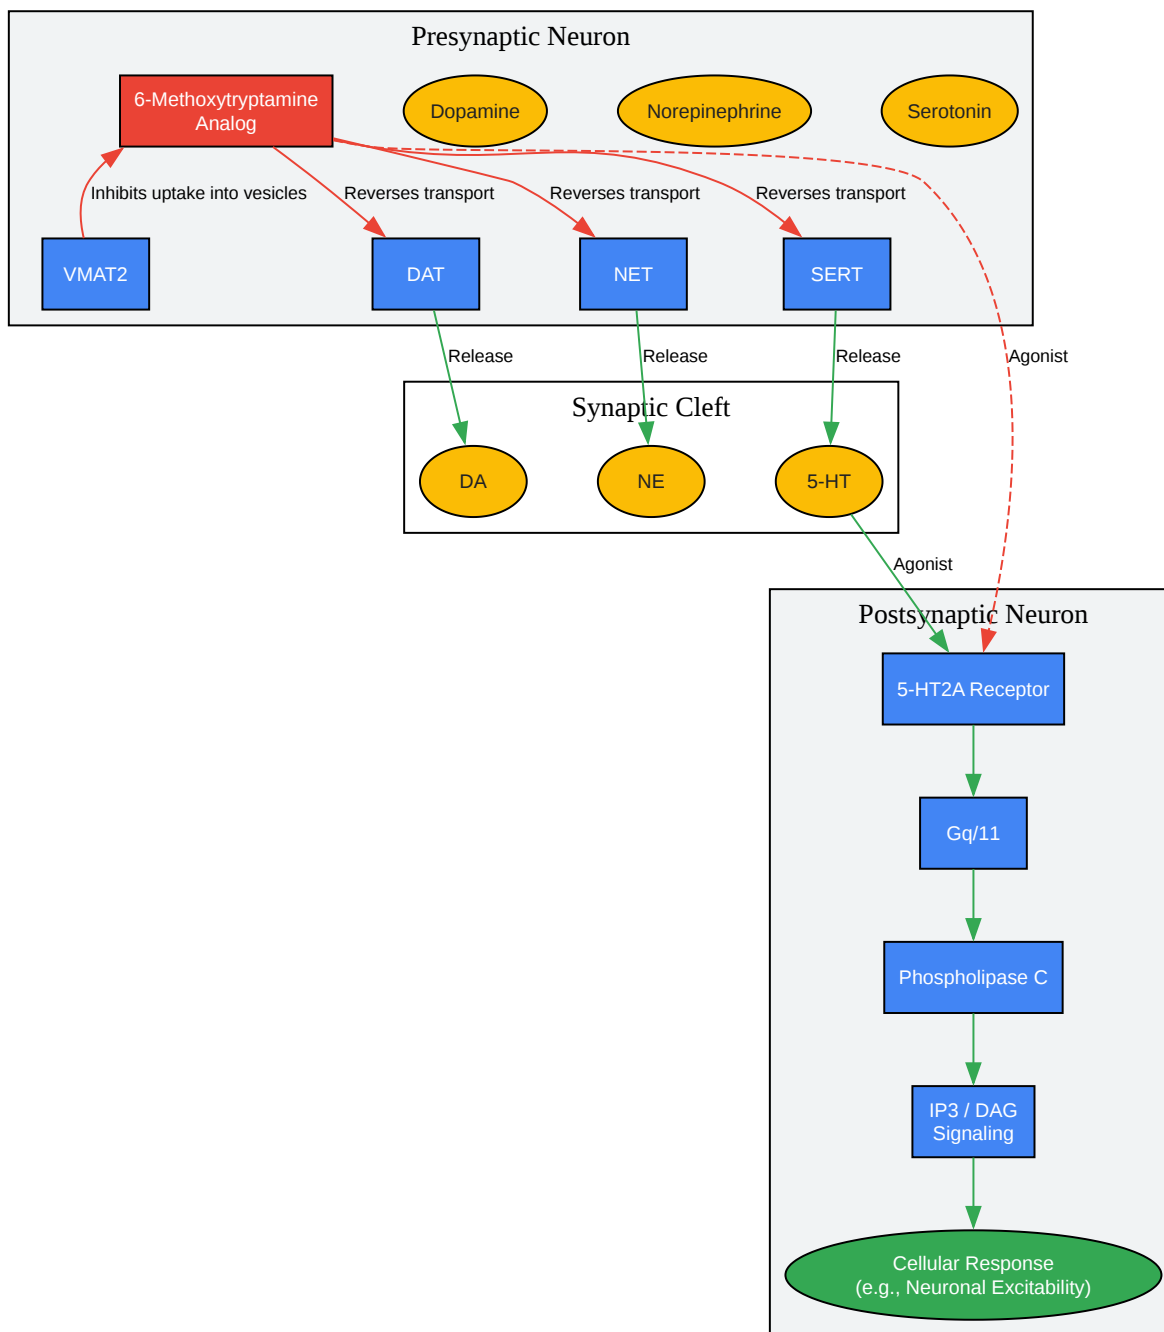 Presynaptic Neuron
6-Methoxytryptamine
Analog
Dopamine
Norepinephrine
Serotonin
Inhibits uptake into vesicles
Reverses transport
Reverses transport
Reverses transport
VMAT2
DAT
NET
SERT
Release
Release
Release
Agonist
Synaptic Cleft
DA
NE
5-HT
Agonist
Postsynaptic Neuron
5-HT2A Receptor
Gq/11
Phospholipase C
IP3 / DAG
Signaling
Cellular Response
(e.g., Neuronal Excitability)